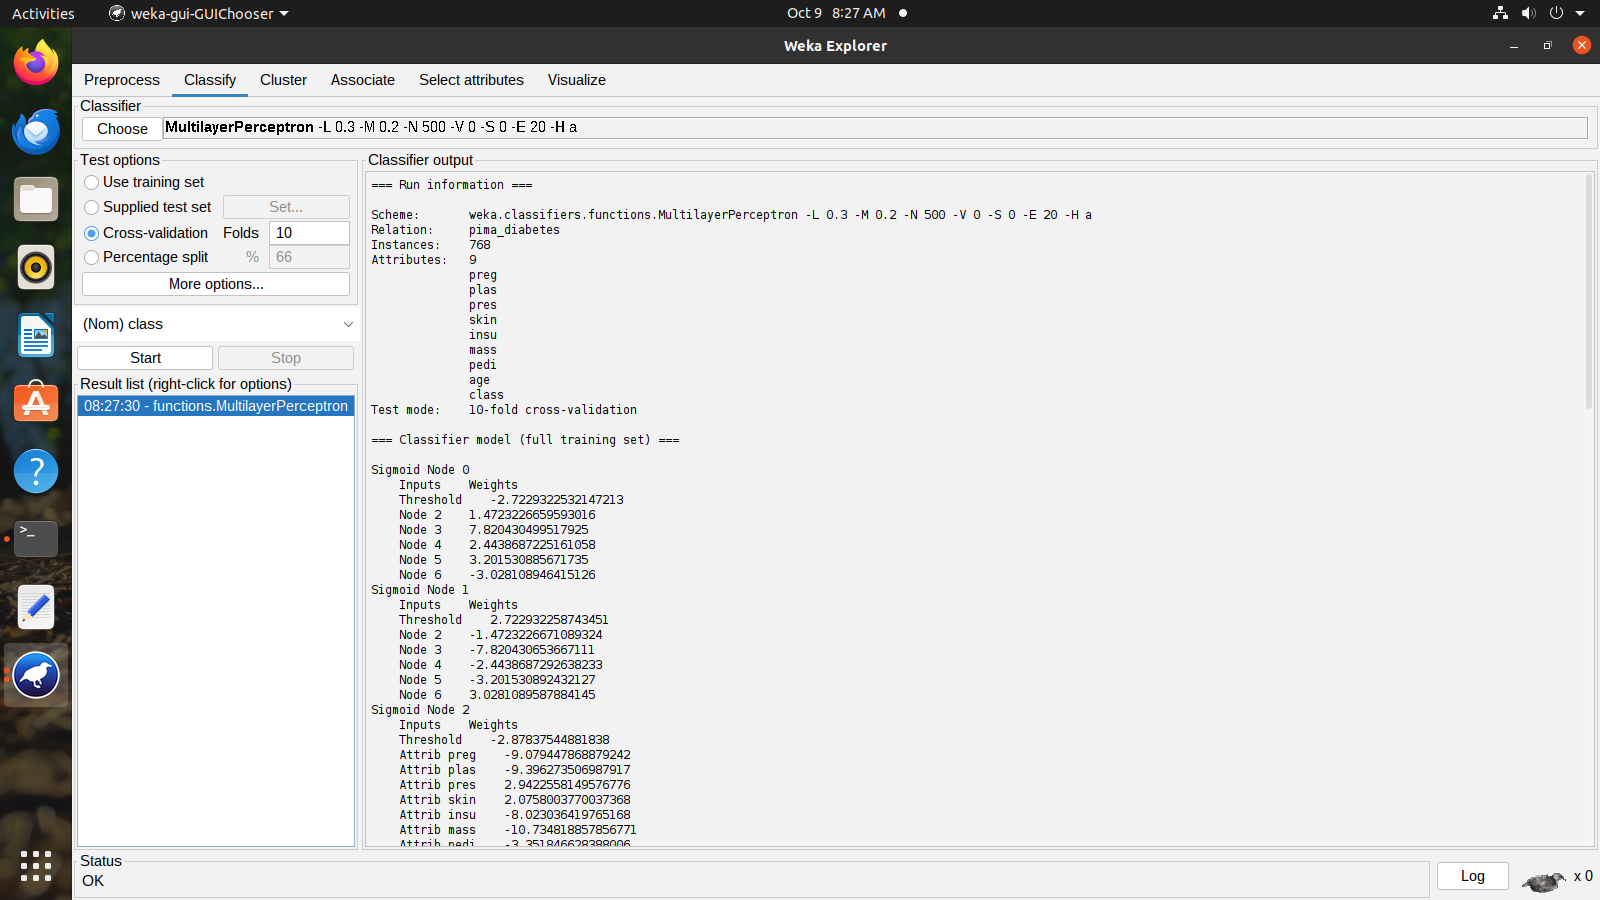 Activities weka-gui-GUIChooser Oct 9 8:27 AM
Weka Explorer
Preprocess Classify Cluster Associate Select attributes Visualize
Classifier
Choose MultilayerPerceptron -L 0.3 -M 0.2 -N 500 -V 0 -S 0 -E 20 -H a
Test options
Use training set
Supplied test set Set...
Cross-validation Folds 10
Percentage split % 66
More options...
(Nom) class
Start Stop
Result list (right-click for options)
08:27:30 - functions.MultilayerPerceptron
Classifier output
=== Run information ===
Scheme: weka.classifiers.functions.MultilayerPerceptron -L 0.3 -M 0.2 -N 500 -V 0 -S 0 -E 20 -H a
Relation: pima_diabetes
Instances: 768
Attributes: 9
preg
plas
pres
skin
insu
mass
pedi
age
class
Test mode: 10-fold cross-validation
=== Classifier model (full training set) ===
Sigmoid Node 0
Inputs Weights
Threshold -2.7229322532147213
Node 2 1.4723226659593016
Node 3 7.820430499517925
Node 4 2.4438687225161058
Node 5 3.201530885671735
Node 6 -3.028108946415126
Sigmoid Node 1
Inputs Weights
Threshold 2.722932258743451
Node 2 -1.4723226671089324
Node 3 -7.820430653667111
Node 4 -2.4438687292638233
Node 5 -3.201530892432127
Node 6 3.0281089587884145
Sigmoid Node 2
Inputs Weights
Threshold -2.87837544881838
Attrib preg -9.079447868879242
Attrib plas -9.396273506987917
Attrib pres 2.9422558149576776
Attrib skin 2.0758003770037368
Attrib insu -8.023036419765168
Attrib mass -10.734818857856771
Attrib pedi -3.351846628388006
Status
OK
Log x 0